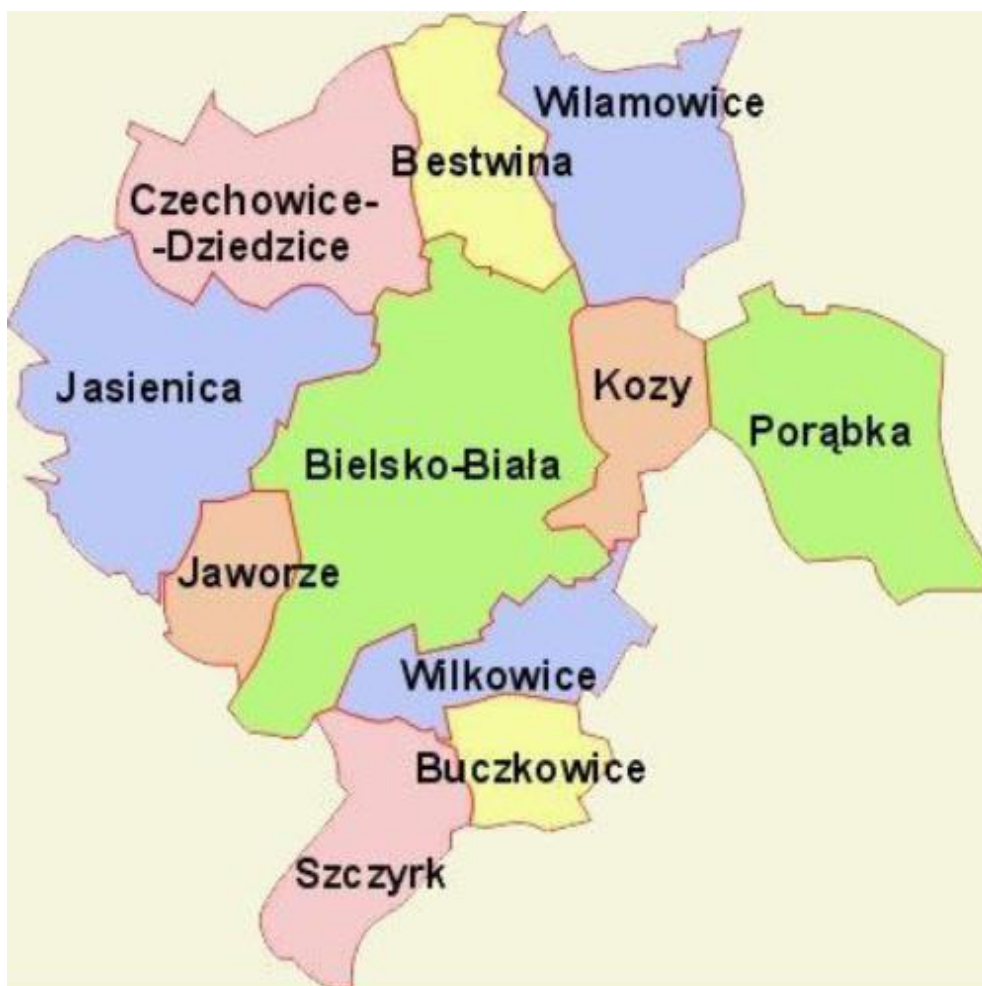 Wilamowice
Bestwina
Czechowice-
-Dziedzice
Jasienica
Kozy
Porąbka
Bielsko-Biała
Jaworze
Wilkowice
Buczkowice
Szczyrk